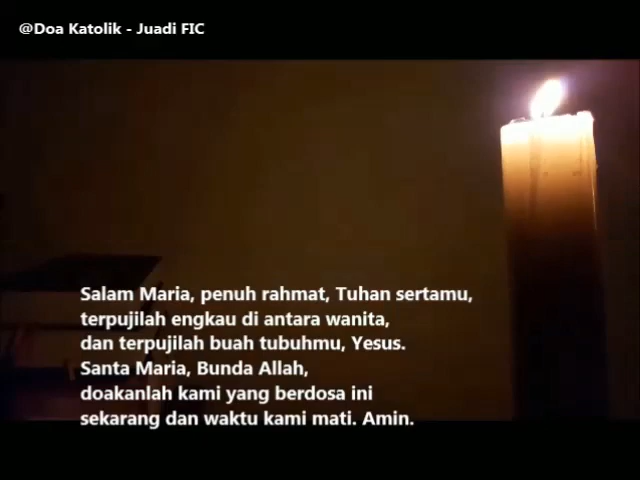 @Doa Katolik - Juadi FIC
Salam Maria, penuh rahmat, Tuhan sertamu,
terpujilah engkau di antara wanita,
dan terpujilah buah tubuhmu, Yesus.
Santa Maria, Bunda Allah,
doakanlah kami yang berdosa ini
sekarang dan waktu kami mati. Amin.